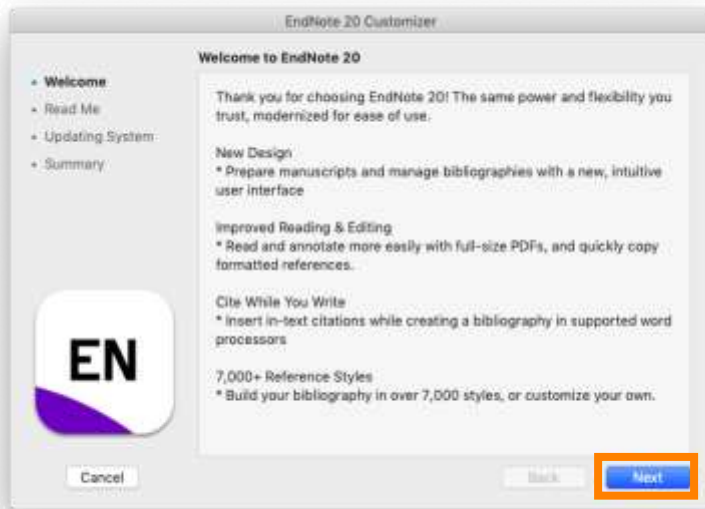 EndNote 20 Customizer
Welcome to EndNote 20
Welcome
Read Me
Updating System
Summary
Thank you for choosing EndNote 20! The same power and flexibility you
trust, modernized for ease of use.
New Design
* Prepare manuscripts and manage bibliographies with a new, intuitive
user interface
Improved Reading & Editing
* Read and annotate more easily with full-size PDFs, and quickly copy
formatted references.
Cite While You Write
* Insert in-text citations while creating a bibliography in supported word
processors
7,000+ Reference Styles
* Build your bibliography in over 7,000 styles, or customize your own.
EN
Cancel
Back
Next